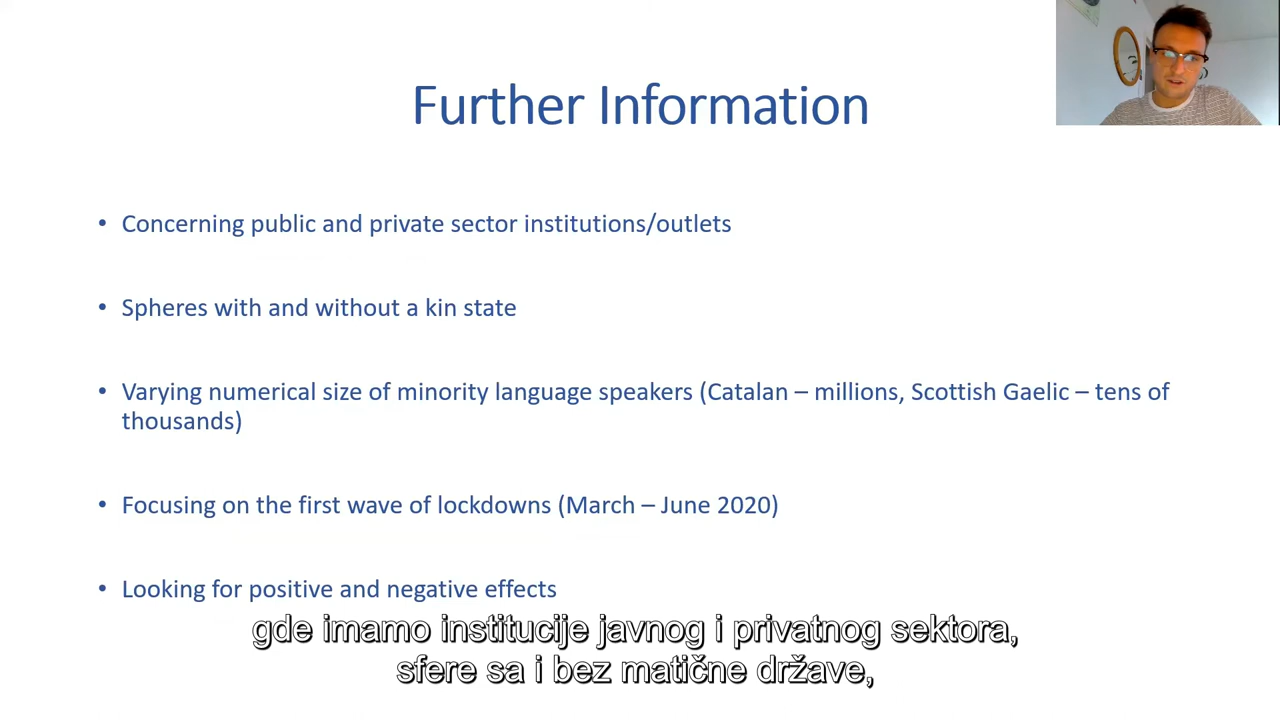 Further Information
• Concerning public and private sector institutions/outlets
• Spheres with and without a kin state
• Varying numerical size of minority language speakers (Catalan – millions, Scottish Gaelic – tens of
thousands)
• Focusing on the first wave of lockdowns (March – June 2020)
• Looking for positive and negative effects
gde imamo institucije javnog i privatnog sektora,
sfere sa i bez matične države,